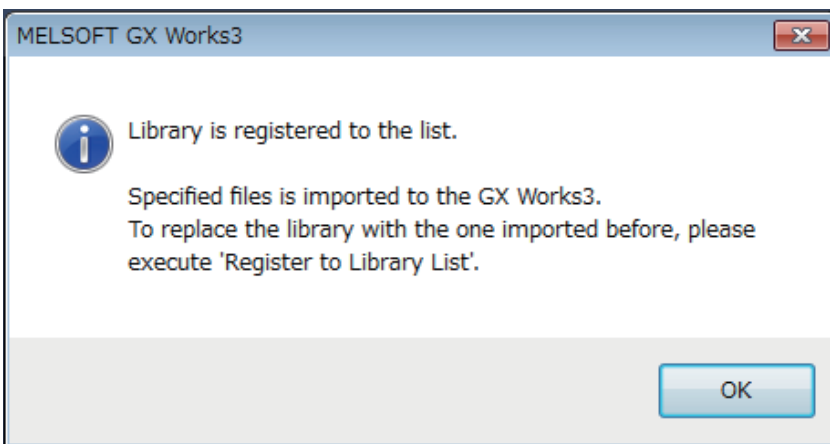 MELSOFT GX Works3
Library is registered to the list.
Specified files is imported to the GX Works3.
To replace the library with the one imported before, please
execute 'Register to Library List'.
OK